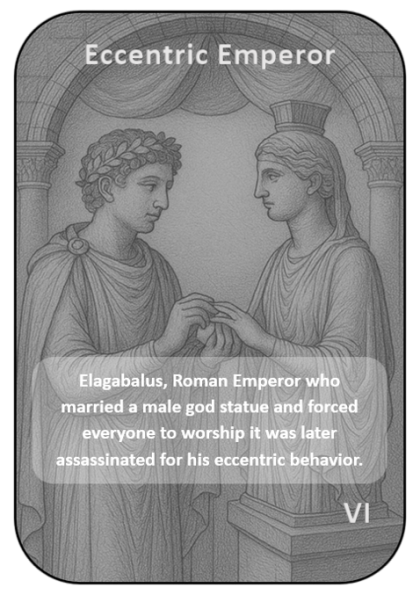 Eccentric Emperor
Elagabalus, Roman Emperor who
married a male god statue and forced
everyone to worship it was later
assassinated for his eccentric behavior.
VI